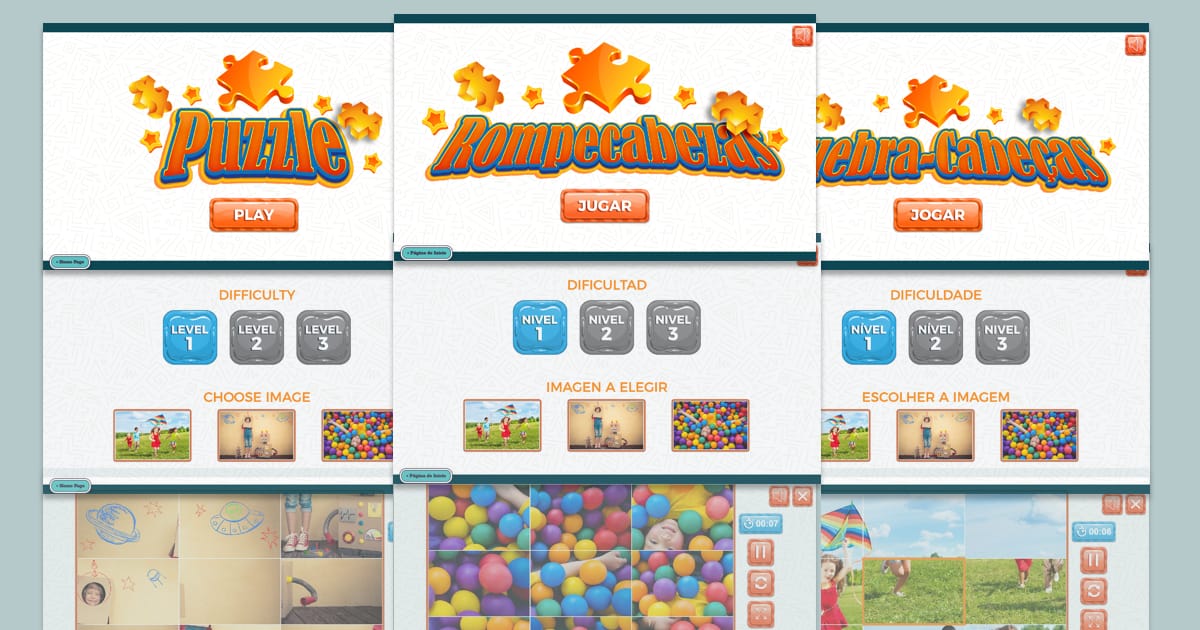 Puzzle
PLAY
• Home Page
DIFFICULTY
LEVEL 1
LEVEL 2
LEVEL 3
CHOOSE IMAGE
• Home Page
Rompecabezas
JUGAR
• Página de Inicio
DIFICULTAD
NIVEL 1
NIVEL 2
NIVEL 3
IMAGEN A ELEGIR
• Página de Inicio
00:07
uebra-Cabeças
JOGAR
DIFICULDADE
NÍVEL 1
NÍVEL 2
NÍVEL 3
ESCOLHER A IMAGEM
00:06